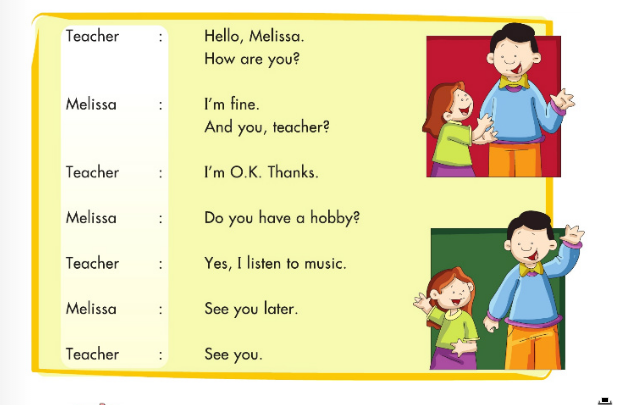 Teacher : Hello, Melissa.
How are you?
Melissa : I'm fine.
And you, teacher?
Teacher : I'm O.K. Thanks.
Melissa : Do you have a hobby?
Teacher : Yes, I listen to music.
Melissa : See you later.
Teacher : See you.